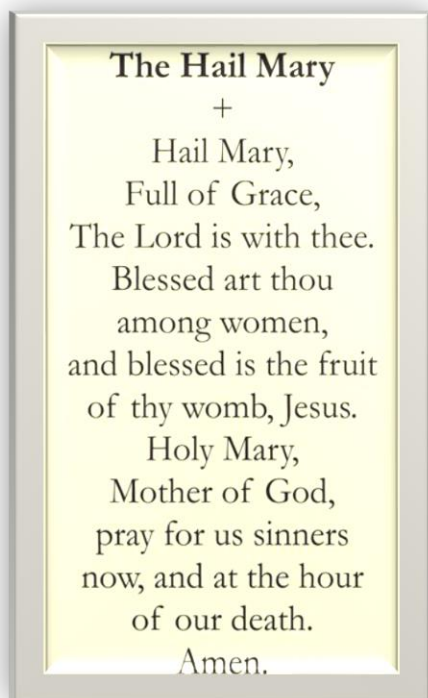 The Hail Mary
+
Hail Mary,
Full of Grace,
The Lord is with thee.
Blessed art thou
among women,
and blessed is the fruit
of thy womb, Jesus.
Holy Mary,
Mother of God,
pray for us sinners
now, and at the hour
of our death.
Amen.